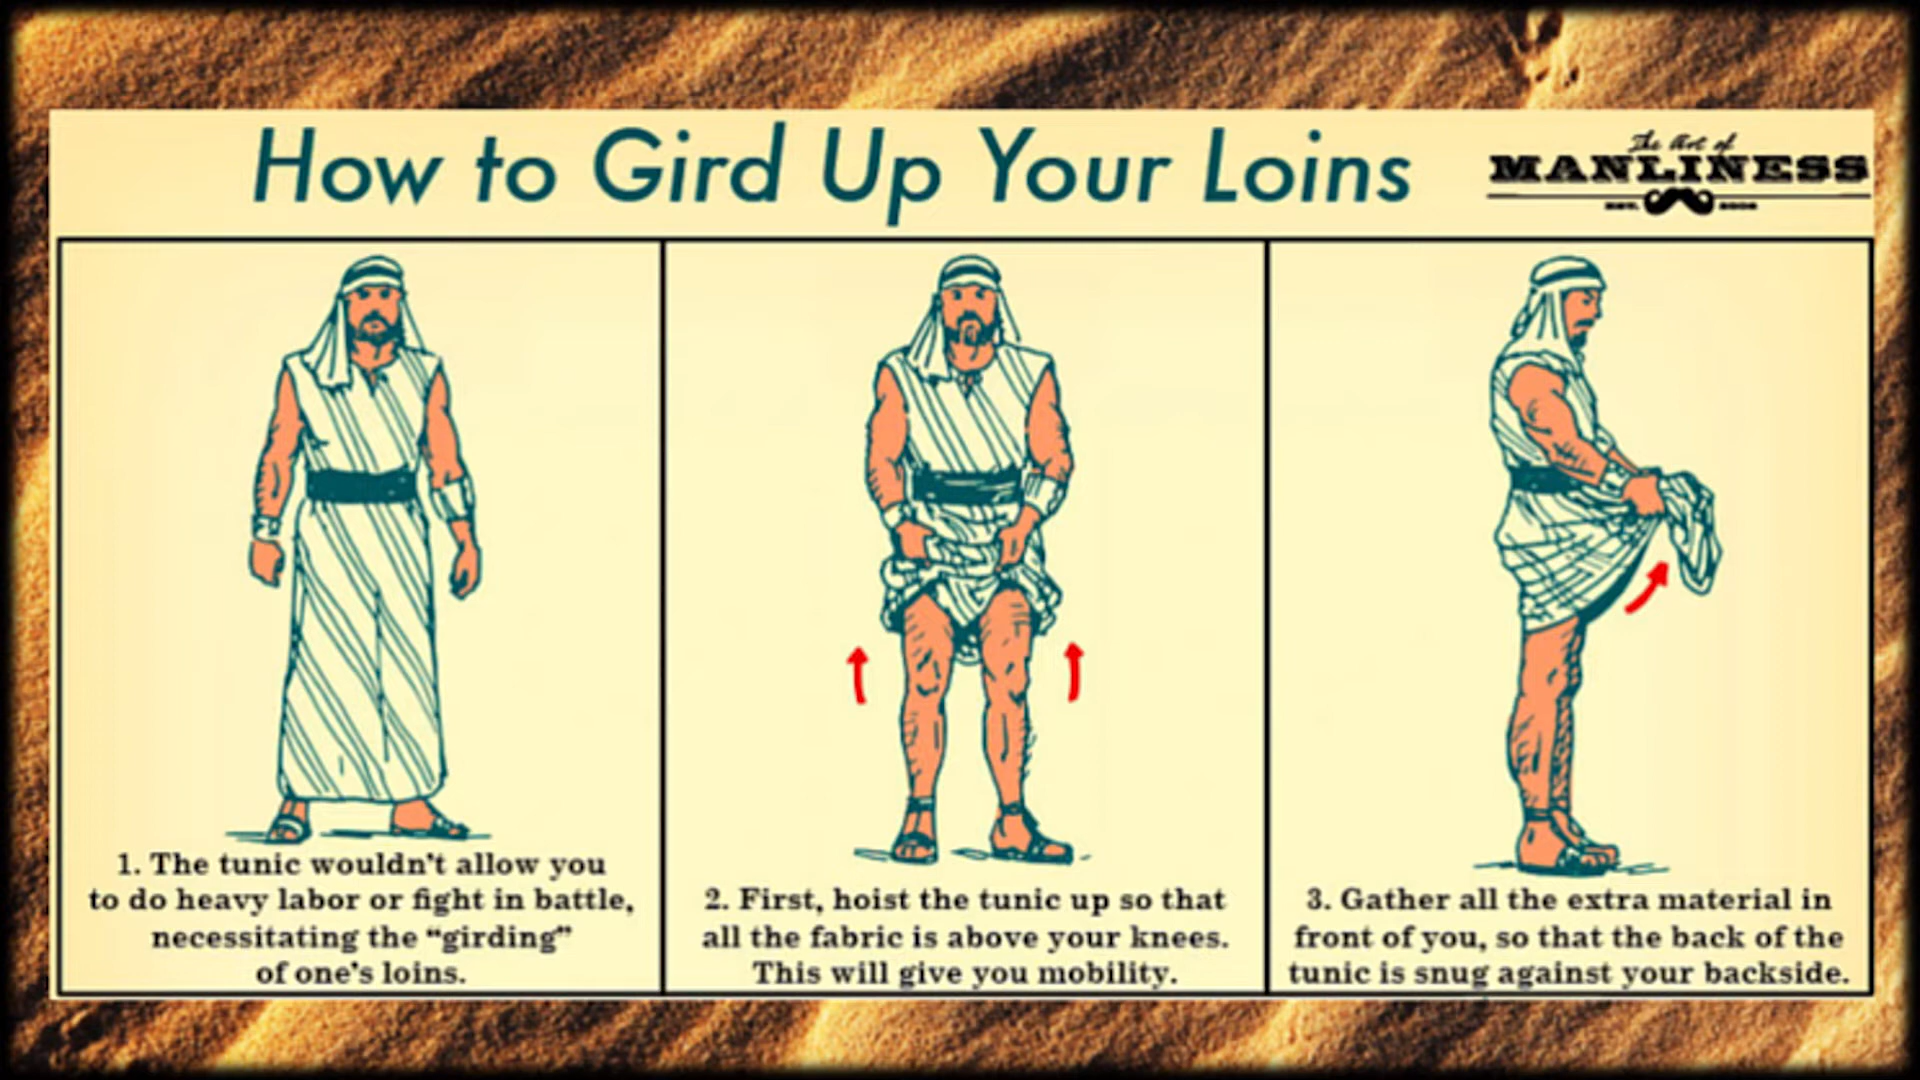 How to Gird Up Your Loins
The Art of
MANLINESS
EST. 2008
1. The tunic wouldn't allow you
to do heavy labor or fight in battle,
necessitating the “girding”
of one's loins.
2. First, hoist the tunic up so that
all the fabric is above your knees.
This will give you mobility.
3. Gather all the extra material in
front of you, so that the back of the
tunic is snug against your backside.